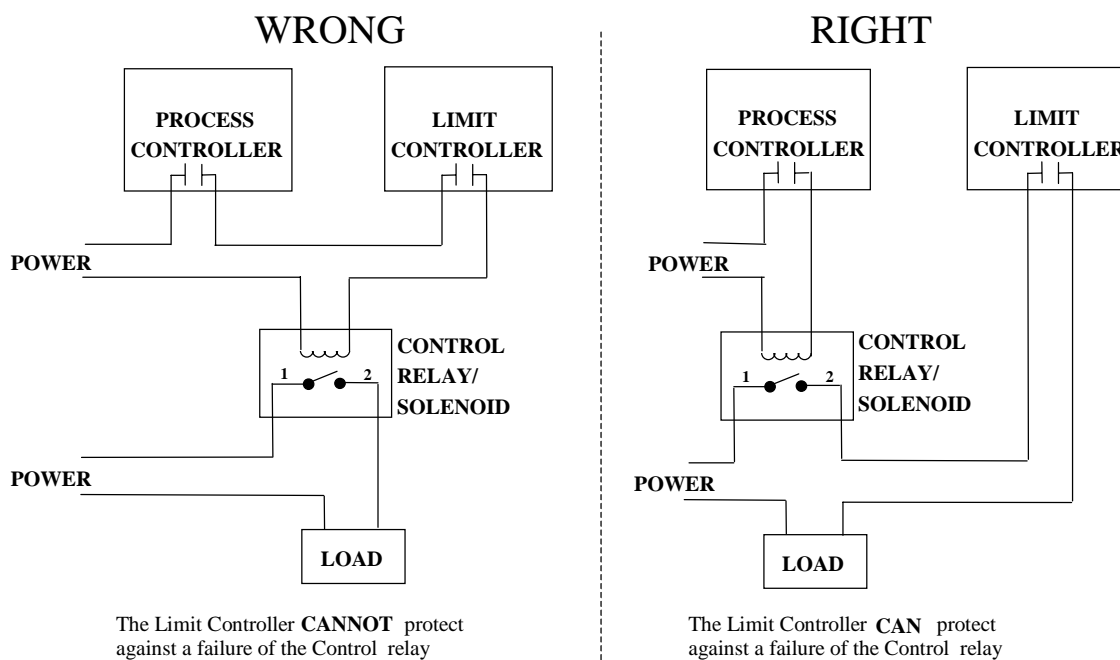 WRONG
PROCESS
CONTROLLER
LIMIT
CONTROLLER
POWER
CONTROL
RELAY/
SOLENOID
1
2
POWER
LOAD
The Limit Controller CANNOT protect
against a failure of the Control relay
RIGHT
PROCESS
CONTROLLER
LIMIT
CONTROLLER
POWER
CONTROL
RELAY/
SOLENOID
1
2
POWER
LOAD
The Limit Controller CAN protect
against a failure of the Control relay